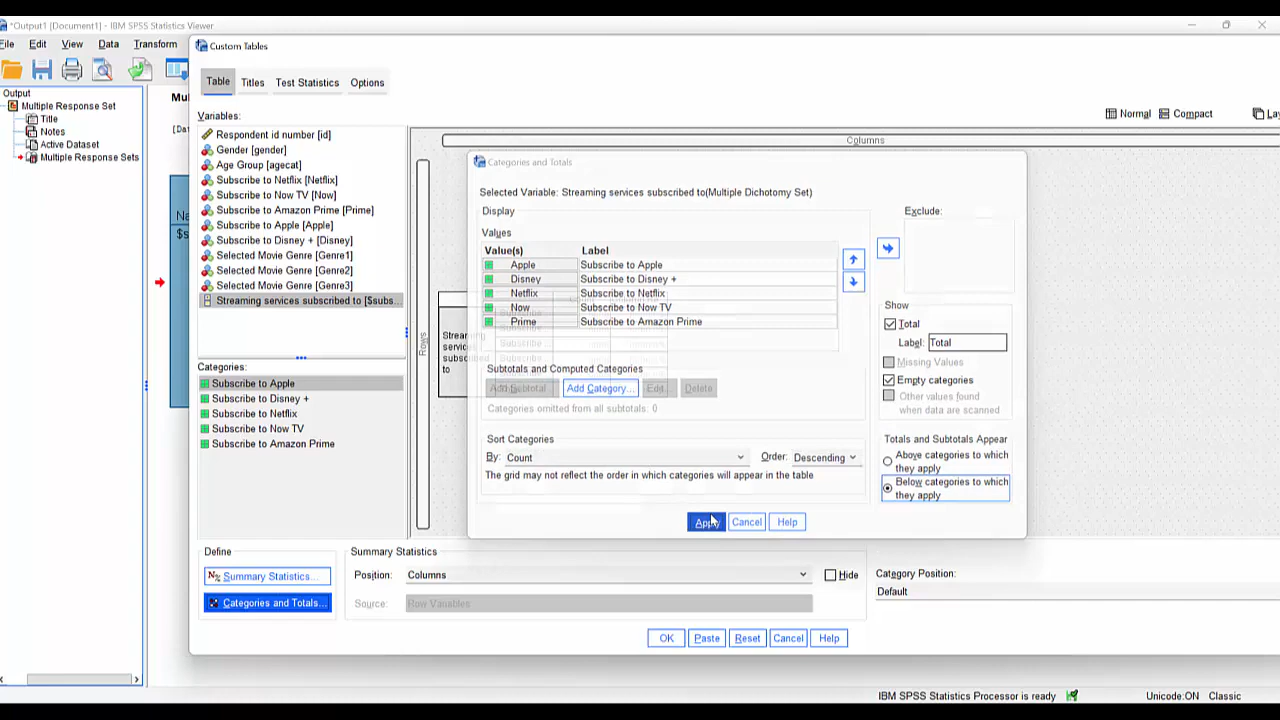 *Output1 [Document1] - IBM SPSS Statistics Viewer
File Edit View Data Transform
Custom Tables
Table Titles Test Statistics Options
Output
Multiple Response Set
Title
Notes
Active Dataset
Multiple Response Sets
Mul
[Dat
Na
$s
Variables:
Respondent id number [id]
Gender [gender]
Age Group [agecat]
Subscribe to Netflix [Netflix]
Subscribe to Now TV [Now]
Subscribe to Amazon Prime [Prime]
Subscribe to Apple [Apple]
Subscribe to Disney + [Disney]
Selected Movie Genre [Genre1]
Selected Movie Genre [Genre2]
Selected Movie Genre [Genre3]
Streaming services subscribed to [$subs...
Categories:
Subscribe to Apple
Subscribe to Disney +
Subscribe to Netflix
Subscribe to Now TV
Subscribe to Amazon Prime
Normal Compact Lay
Columns
Rows
Streaming
services
subscribed
to
Categories and Totals
Selected Variable: Streaming services subscribed to(Multiple Dichotomy Set)
Display
Values
Value(s) Label
Apple Subscribe to Apple
Disney Subscribe to Disney +
Netflix Subscribe to Netflix
Now Subscribe to Now TV
Prime Subscribe to Amazon Prime
Subtotals and Computed Categories
Add Subtotal... Add Category... Edit... Delete
Categories omitted from all subtotals: 0
Sort Categories
By: Count Order: Descending
The grid may not reflect the order in which categories will appear in the table
Exclude:
Show
Total
Label: Total
Missing Values
Empty categories
Other values found
when data are scanned
Totals and Subtotals Appear
Above categories to which
they apply
Below categories to which
they apply
Apply Cancel Help
Define
Summary Statistics...
Categories and Totals...
Summary Statistics
Position: Columns Hide
Source: Row Variables
Category Position:
Default
OK Paste Reset Cancel Help
IBM SPSS Statistics Processor is ready Unicode:ON Classic